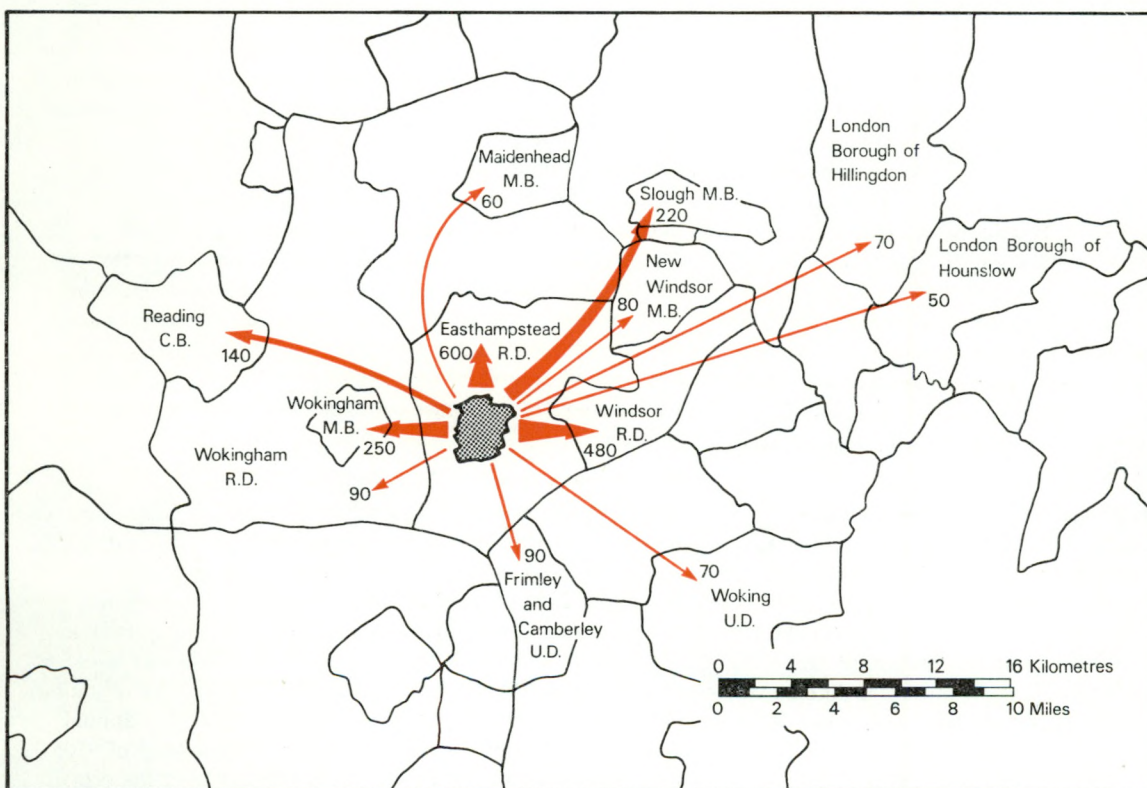 London
Borough of
Hillingdon
Maidenhead
M.B.
60
Slough M.B.
220
70
London Borough of
Hounslow
50
New
Windsor
M.B.
80
Reading
C.B.
140
Easthampstead
R.D.
600
Wokingham
M.B.
250
Windsor
R.D.
480
Wokingham
R.D.
90
90
Frimley
and
Camberley
U.D.
70
Woking
U.D.
0 4 8 12 16 Kilometres
0 2 4 6 8 10 Miles